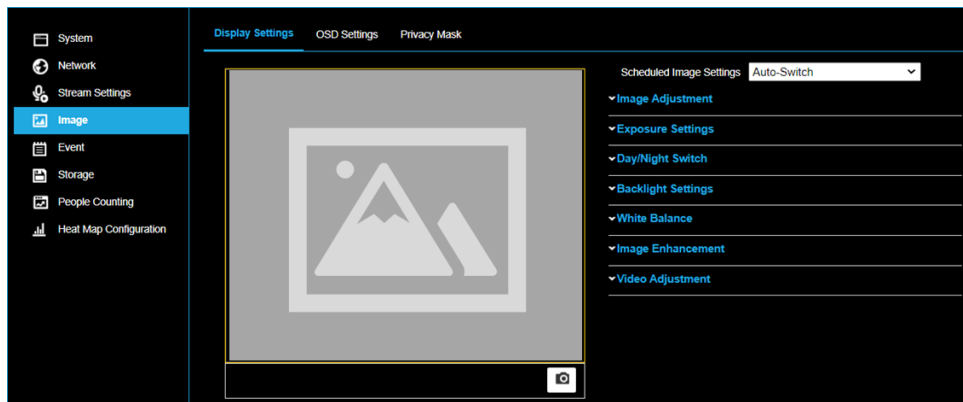 System
Network
Stream Settings
Image
Event
Storage
People Counting
Heat Map Configuration
Display Settings OSD Settings Privacy Mask
Scheduled Image Settings Auto-Switch
Image Adjustment
Exposure Settings
Day/Night Switch
Backlight Settings
White Balance
Image Enhancement
Video Adjustment